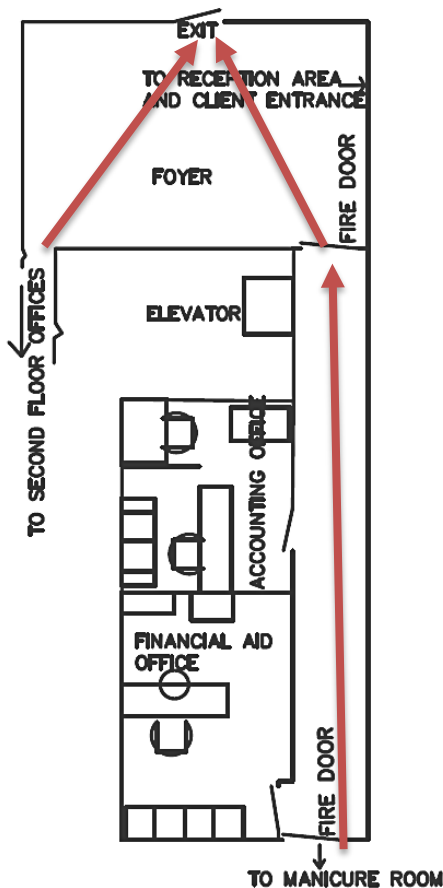 EXIT
TO RECEPTION AREA
AND CLIENT ENTRANCE
FOYER
FIRE DOOR
TO SECOND FLOOR OFFICES
ELEVATOR
ACCOUNTING OFFICE
FINANCIAL AID
OFFICE
FIRE DOOR
TO MANICURE ROOM